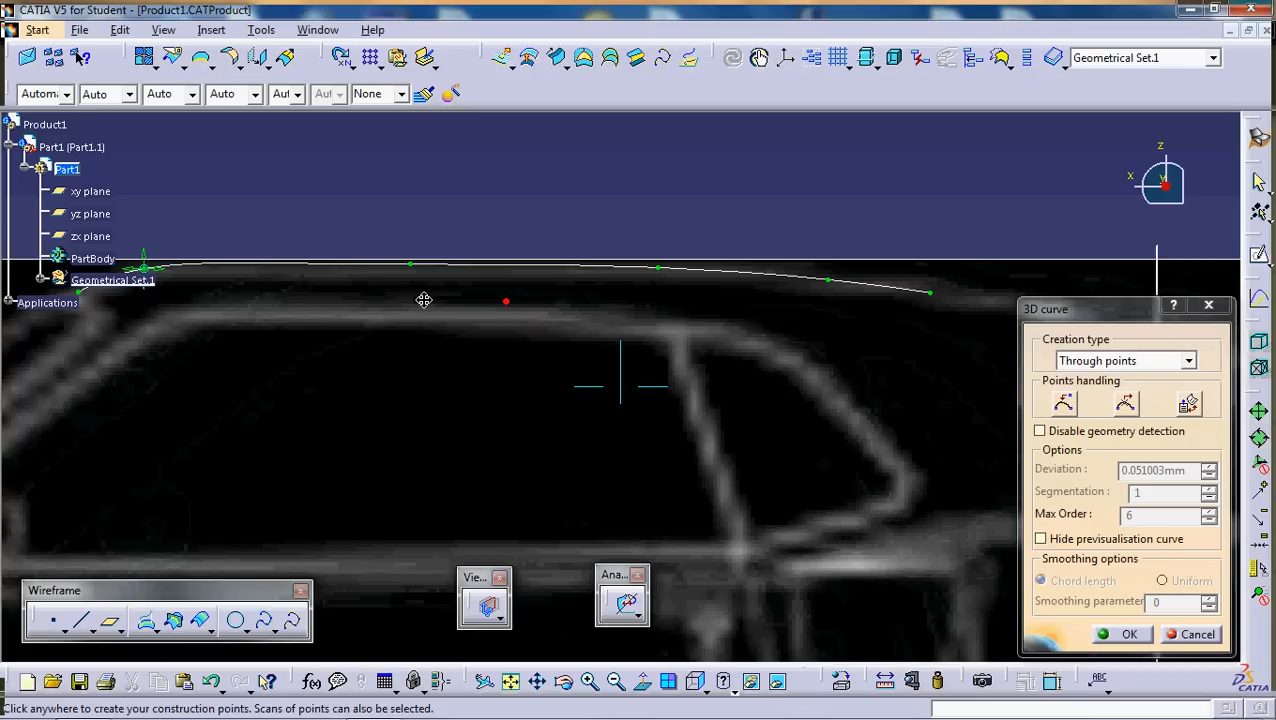 CATIA V5 for Student - [Product1.CATProduct]
Start File Edit View Insert Tools Window Help
Geometrical Set.1
Automa Auto Auto Auto Aut Aut None
Product1
Part1 (Part1.1)
Part1
xy plane
yz plane
zx plane
PartBody
Geometrical Set.1
Applications
z
x
y
3D curve
?
Creation type
Through points
Points handling
Disable geometry detection
Options
Deviation : 0.051003mm
Segmentation : 1
Max Order : 6
Hide previsualisation curve
Smoothing options
Chord length Uniform
Smoothing parameter 0
OK Cancel
Wireframe
Vie...
Ana...
f(x)
ABC
CATIA
Click anywhere to create your construction points. Scans of points can also be selected.